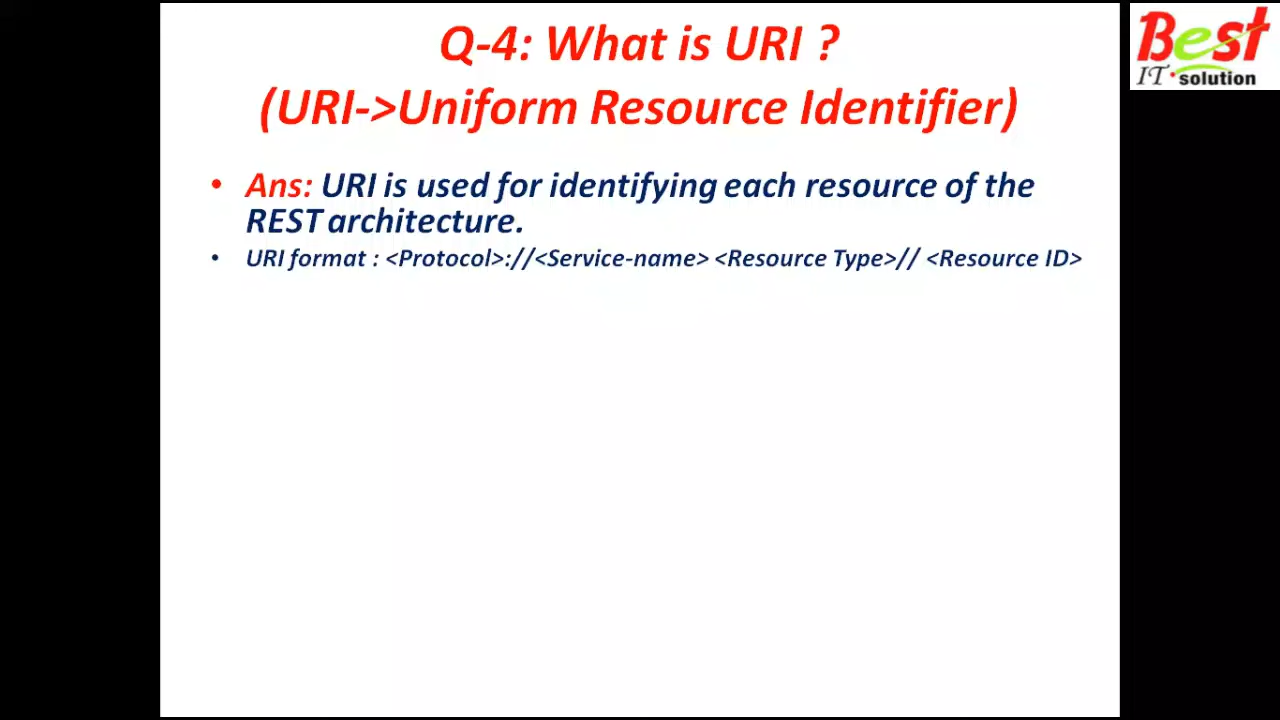 Q-4: What is URI ?
(URI->Uniform Resource Identifier)
• Ans: URI is used for identifying each resource of the
REST architecture.
• URI format : <Protocol>://<Service-name> <Resource Type>// <Resource ID>
Best
IT solution